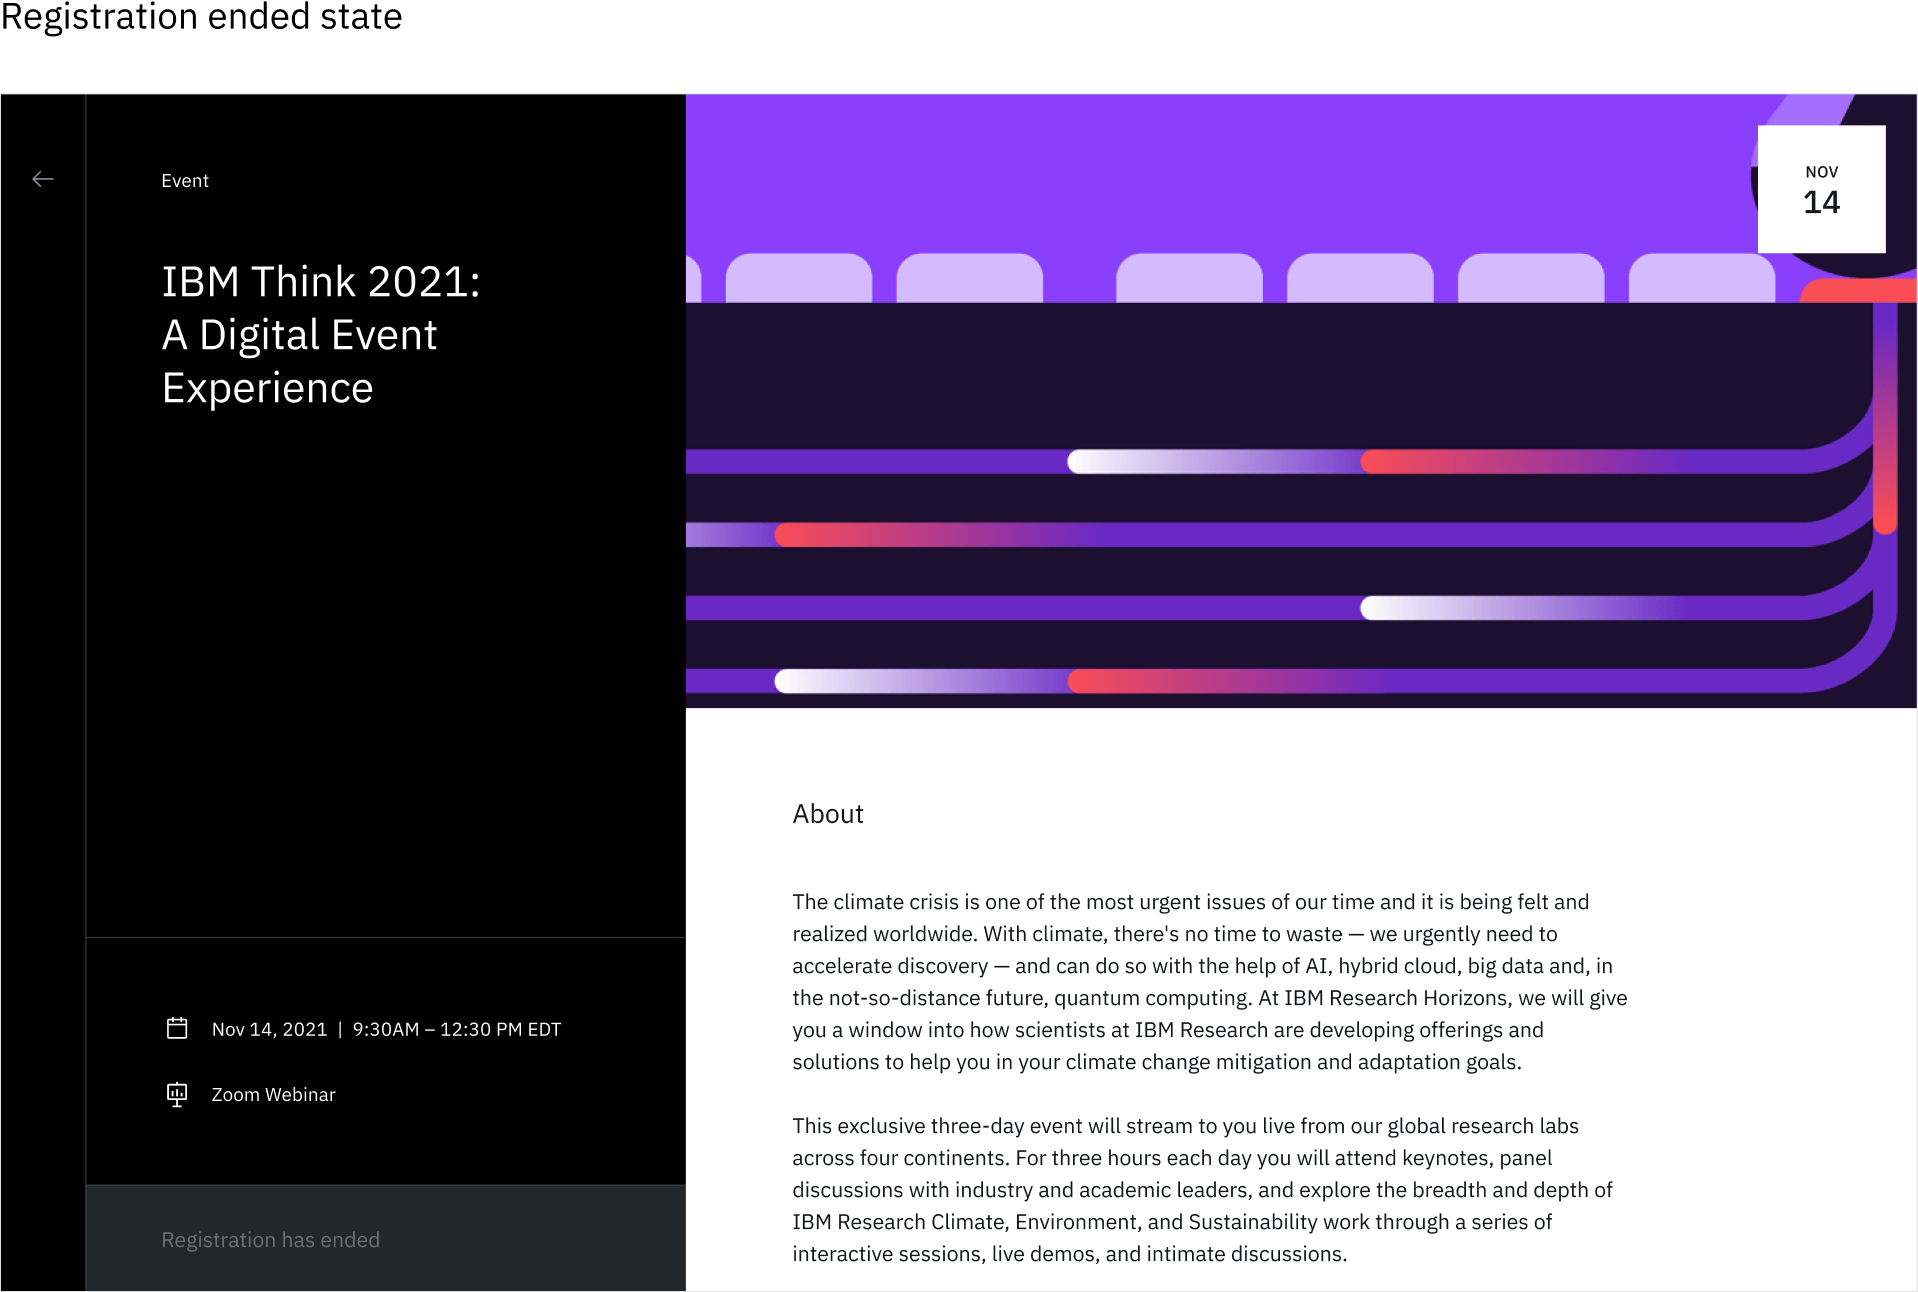 Registration ended state
Event
IBM Think 2021:
A Digital Event
Experience
Nov 14, 2021 | 9:30AM – 12:30 PM EDT
Zoom Webinar
Registration has ended
NOV
14
About
The climate crisis is one of the most urgent issues of our time and it is being felt and
realized worldwide. With climate, there's no time to waste — we urgently need to
accelerate discovery — and can do so with the help of AI, hybrid cloud, big data and, in
the not-so-distance future, quantum computing. At IBM Research Horizons, we will give
you a window into how scientists at IBM Research are developing offerings and
solutions to help you in your climate change mitigation and adaptation goals.
This exclusive three-day event will stream to you live from our global research labs
across four continents. For three hours each day you will attend keynotes, panel
discussions with industry and academic leaders, and explore the breadth and depth of
IBM Research Climate, Environment, and Sustainability work through a series of
interactive sessions, live demos, and intimate discussions.